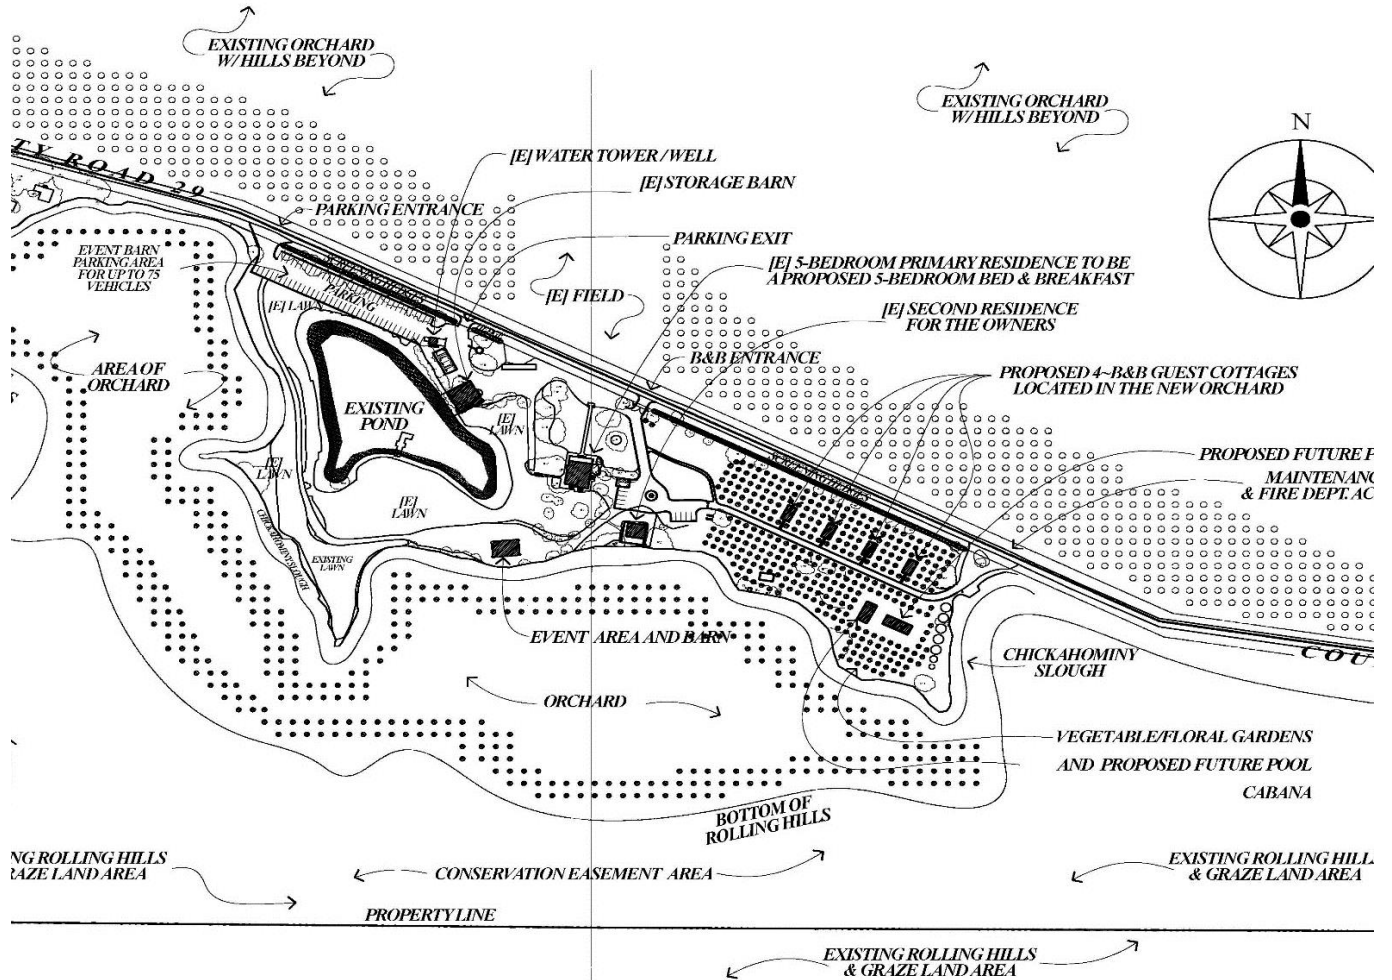 EXISTING ORCHARD
W/ HILLS BEYOND
EXISTING ORCHARD
W/ HILLS BEYOND
N
TY ROAD 29
[E] WATER TOWER / WELL
[E] STORAGE BARN
PARKING ENTRANCE
PARKING EXIT
EVENT BARN
PARKING AREA
FOR UP TO 75
VEHICLES
[E] 5-BEDROOM PRIMARY RESIDENCE TO BE
A PROPOSED 5-BEDROOM BED & BREAKFAST
[E] FIELD
PARKING
[E] LAWN
[E] SECOND RESIDENCE
FOR THE OWNERS
B&B ENTRANCE
PROPOSED 4~B&B GUEST COTTAGES
LOCATED IN THE NEW ORCHARD
AREA OF
ORCHARD
EXISTING
POND
[E]
LAWN
PROPOSED FUTURE P
MAINTENANC
& FIRE DEPT. AC
[E]
LAWN
[E]
LAWN
CHICKAHOMINY SLOUGH
EXISTING
LAWN
EVENT AREA AND BARN
CHICKAHOMINY
SLOUGH
COU
ORCHARD
VEGETABLE/FLORAL GARDENS
AND PROPOSED FUTURE POOL
CABANA
BOTTOM OF
ROLLING HILLS
NG ROLLING HILLS
RAZE LAND AREA
CONSERVATION EASEMENT AREA
EXISTING ROLLING HILL
& GRAZE LAND AREA
PROPERTY LINE
EXISTING ROLLING HILLS
& GRAZE LAND AREA